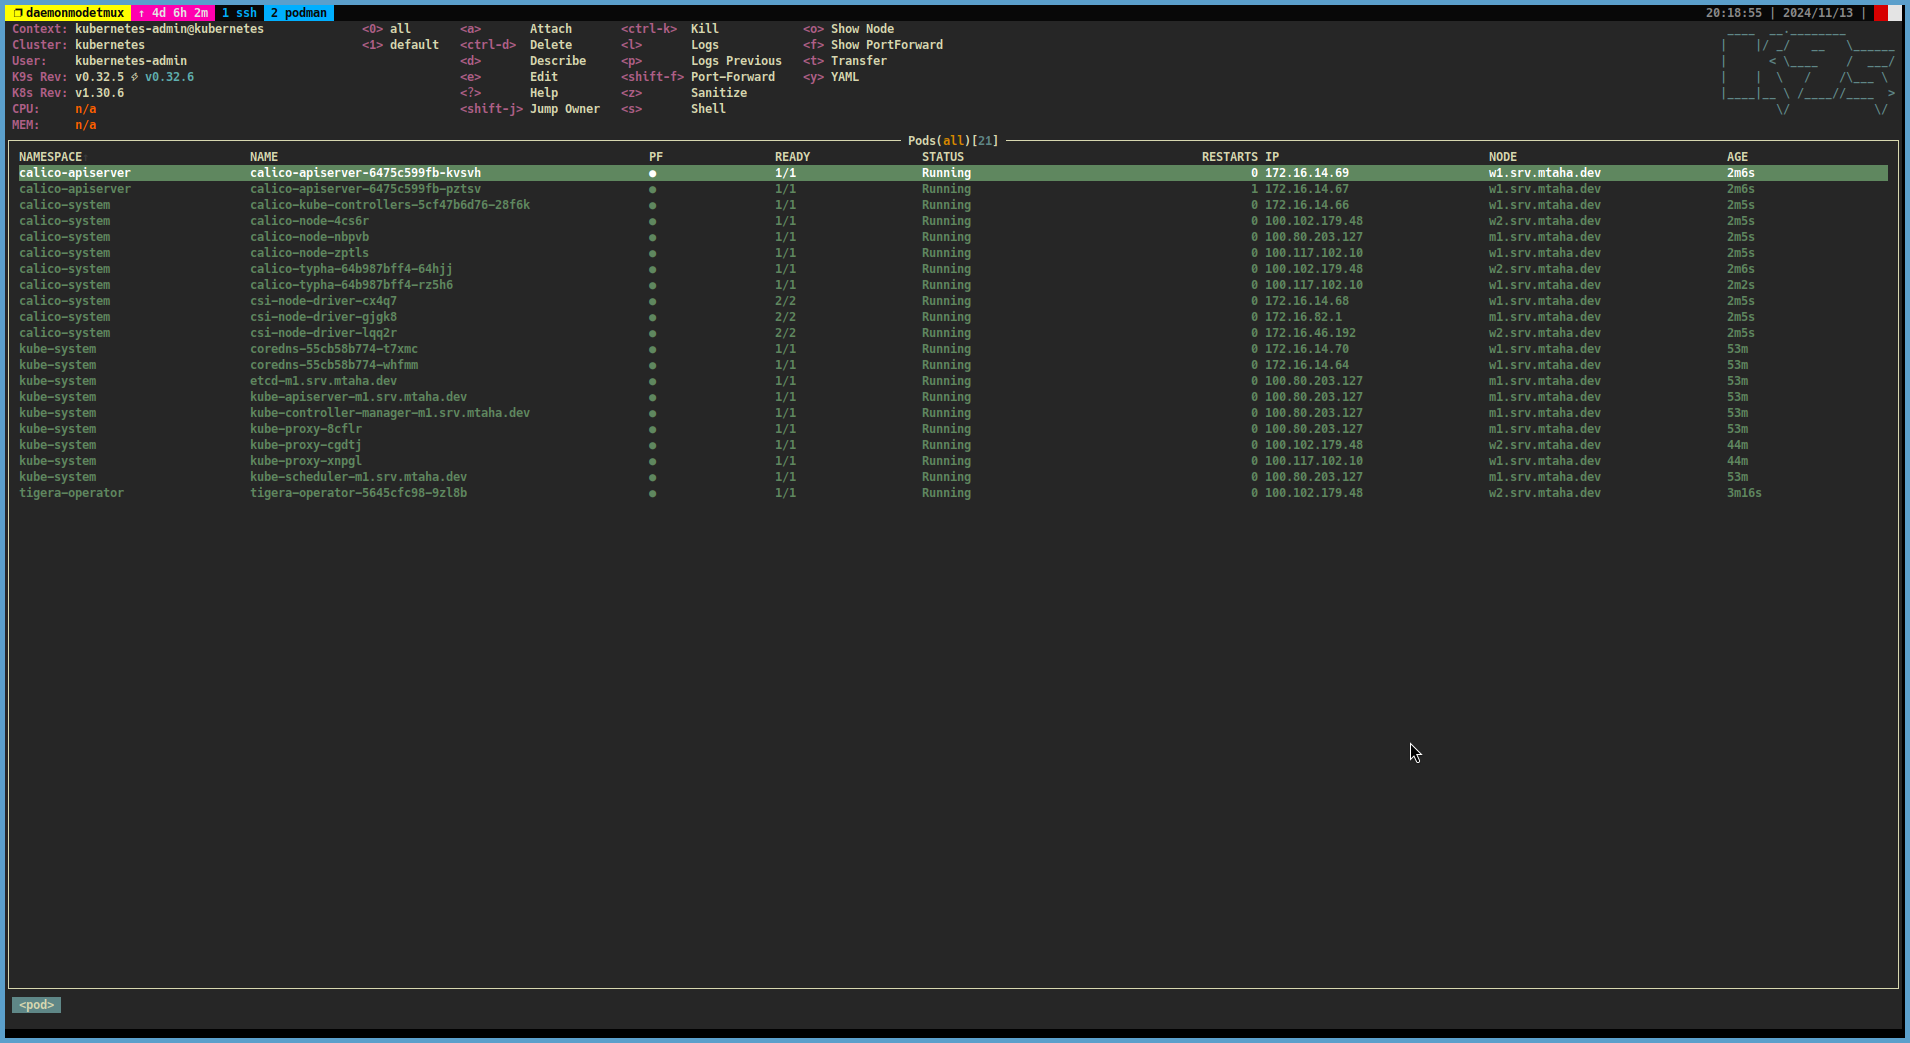 daemonmodetmux ↑ 4d 6h 2m 1 ssh 2 podman 20:18:55 | 2024/11/13 |
Context: kubernetes-admin@kubernetes <0> all <a> Attach <ctrl-k> Kill <o> Show Node
Cluster: kubernetes <1> default <ctrl-d> Delete <l> Logs <f> Show PortForward
User: kubernetes-admin <d> Describe <p> Logs Previous <t> Transfer
K9s Rev: v0.32.5 ⚡ v0.32.6 <e> Edit <shift-f> Port-Forward <y> YAML
K8s Rev: v1.30.6 <?> Help <z> Sanitize
CPU: n/a <shift-j> Jump Owner <s> Shell
MEM: n/a
Pods(all)[21]
NAMESPACE↑ NAME PF READY STATUS RESTARTS IP NODE AGE
calico-apiserver calico-apiserver-6475c599fb-kvsvh ● 1/1 Running 0 172.16.14.69 w1.srv.mtaha.dev 2m6s
calico-apiserver calico-apiserver-6475c599fb-pztsv ● 1/1 Running 1 172.16.14.67 w1.srv.mtaha.dev 2m6s
calico-system calico-kube-controllers-5cf47b6d76-28f6k ● 1/1 Running 0 172.16.14.66 w1.srv.mtaha.dev 2m5s
calico-system calico-node-4cs6r ● 1/1 Running 0 100.102.179.48 w2.srv.mtaha.dev 2m5s
calico-system calico-node-nbpvb ● 1/1 Running 0 100.80.203.127 m1.srv.mtaha.dev 2m5s
calico-system calico-node-zptls ● 1/1 Running 0 100.117.102.10 w1.srv.mtaha.dev 2m5s
calico-system calico-typha-64b987bff4-64hjj ● 1/1 Running 0 100.102.179.48 w2.srv.mtaha.dev 2m6s
calico-system calico-typha-64b987bff4-rz5h6 ● 1/1 Running 0 100.117.102.10 w1.srv.mtaha.dev 2m2s
calico-system csi-node-driver-cx4q7 ● 2/2 Running 0 172.16.14.68 w1.srv.mtaha.dev 2m5s
calico-system csi-node-driver-gjgk8 ● 2/2 Running 0 172.16.82.1 m1.srv.mtaha.dev 2m5s
calico-system csi-node-driver-lqq2r ● 2/2 Running 0 172.16.46.192 w2.srv.mtaha.dev 2m5s
kube-system coredns-55cb58b774-t7xmc ● 1/1 Running 0 172.16.14.70 w1.srv.mtaha.dev 53m
kube-system coredns-55cb58b774-whfmm ● 1/1 Running 0 172.16.14.64 w1.srv.mtaha.dev 53m
kube-system etcd-m1.srv.mtaha.dev ● 1/1 Running 0 100.80.203.127 m1.srv.mtaha.dev 53m
kube-system kube-apiserver-m1.srv.mtaha.dev ● 1/1 Running 0 100.80.203.127 m1.srv.mtaha.dev 53m
kube-system kube-controller-manager-m1.srv.mtaha.dev ● 1/1 Running 0 100.80.203.127 m1.srv.mtaha.dev 53m
kube-system kube-proxy-8cflr ● 1/1 Running 0 100.80.203.127 m1.srv.mtaha.dev 53m
kube-system kube-proxy-cgdtj ● 1/1 Running 0 100.102.179.48 w2.srv.mtaha.dev 44m
kube-system kube-proxy-xnpgl ● 1/1 Running 0 100.117.102.10 w1.srv.mtaha.dev 44m
kube-system kube-scheduler-m1.srv.mtaha.dev ● 1/1 Running 0 100.80.203.127 m1.srv.mtaha.dev 53m
tigera-operator tigera-operator-5645cfc98-9zl8b ● 1/1 Running 0 100.102.179.48 w2.srv.mtaha.dev 3m16s
<pod>